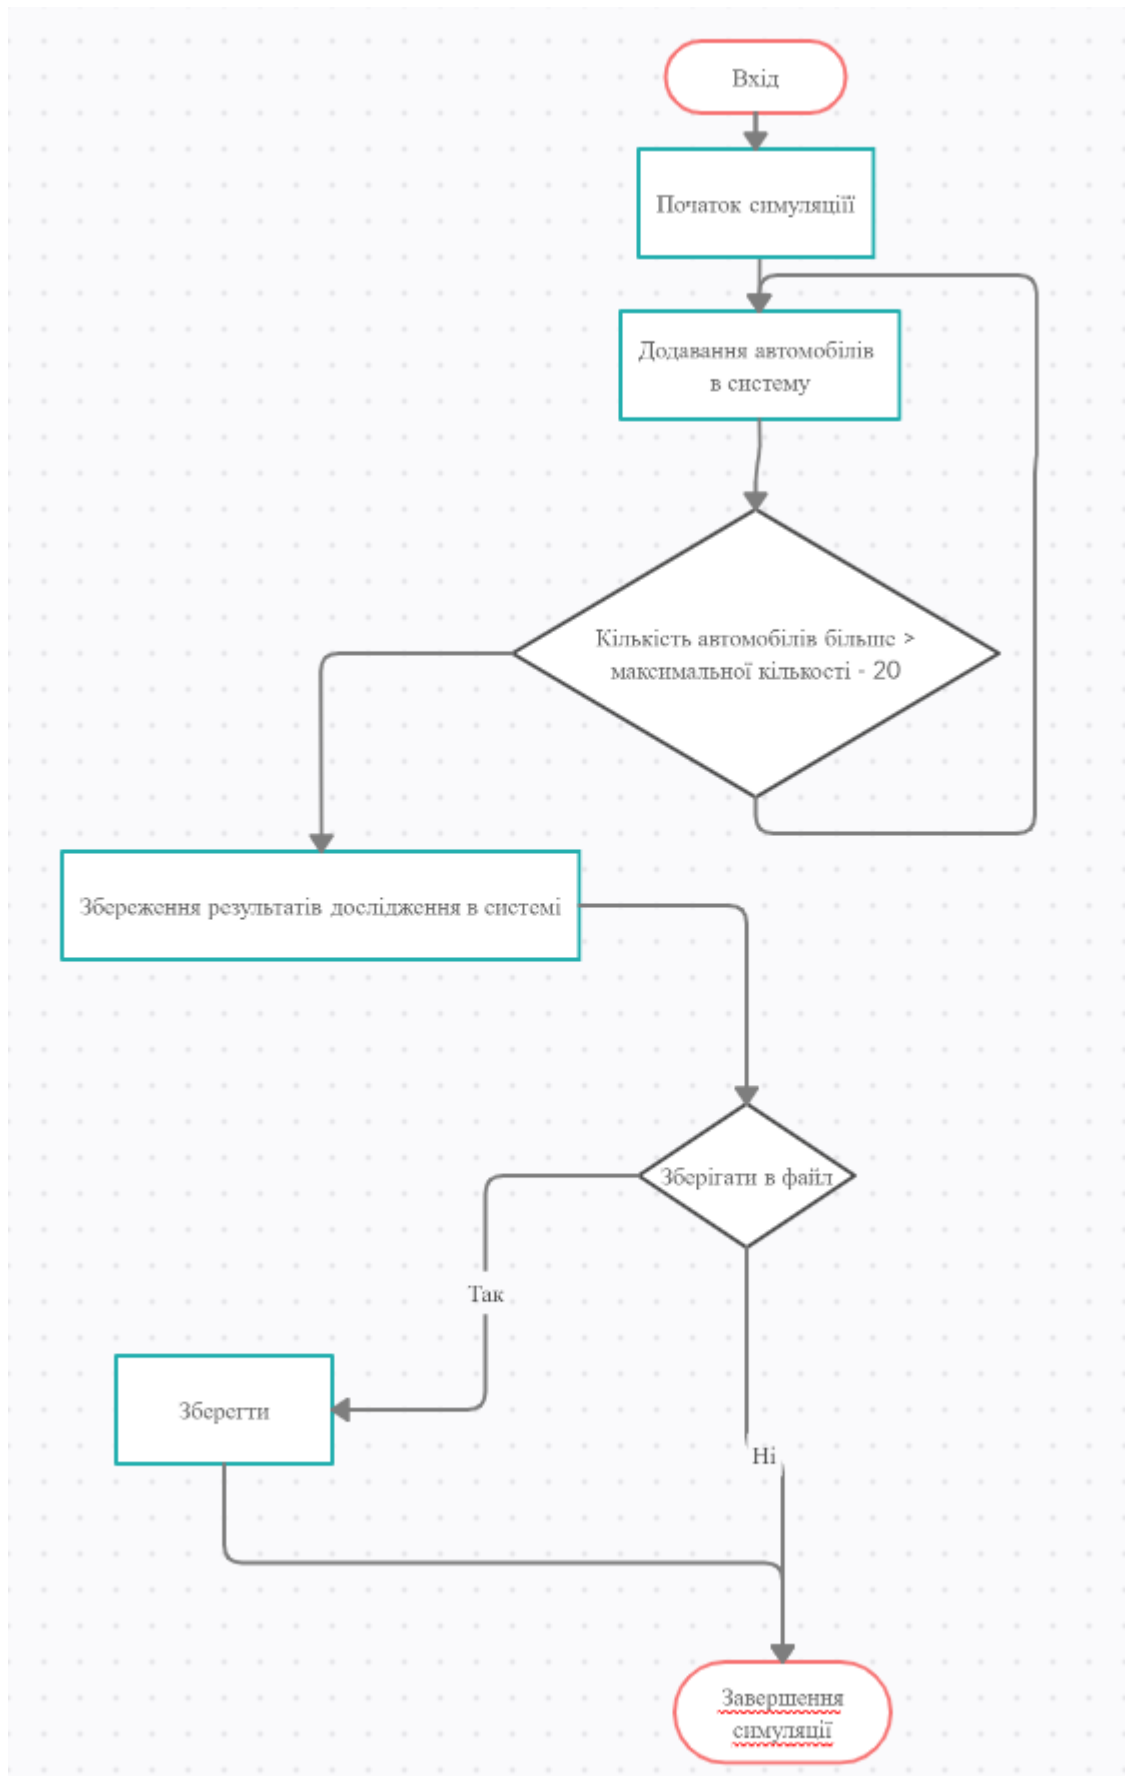 Вхід
Початок симуляціїї
Додавання автомобілів
в систему
Кількість автомобілів більше >
максимальної кількості - 20
Збереження результатів дослідження в системі
Зберігати в файл
Так
Зберегти
Ні
Завершення
симуляції